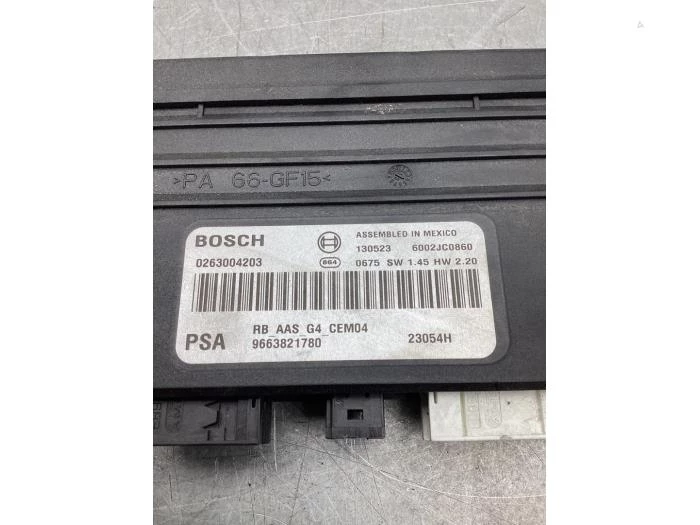 >PA 66-GF15<
BOSCH
ASSEMBLED IN MEXICO
130523 6002JC0860
0263004203
864
0675 SW 1.45 HW 2.20
RB_AAS_G4_CEM04
PSA
9663821780
23054H